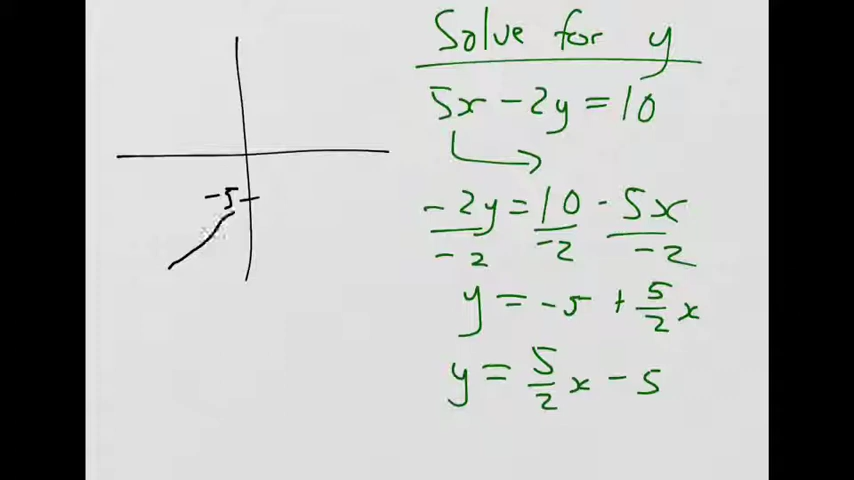 Solve for y
5x - 2y = 10
-5
-2y = 10 - 5x
-2 -2 -2
y = -5 + 5/2 x
y = 5/2 x - 5